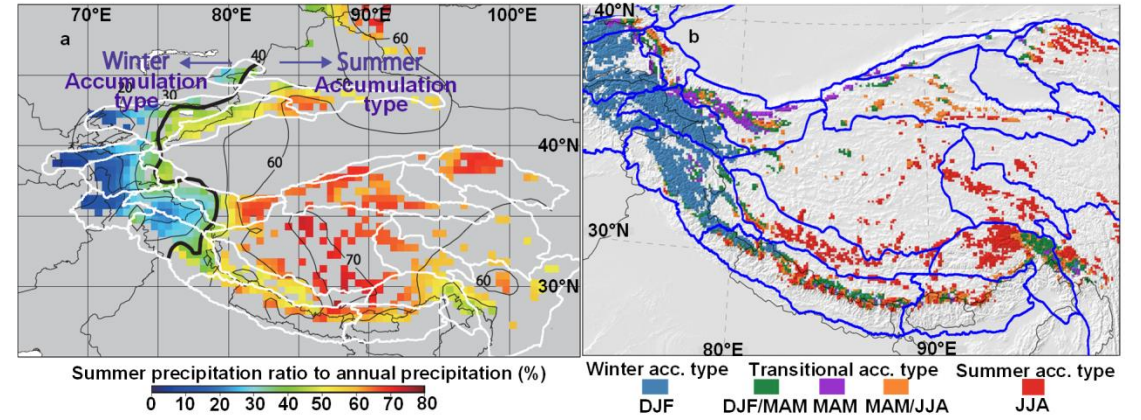 70°E 80°E 90°E 100°E
a
60
Winter Summer
Accumulation type Accumulation type
40
50
20
30
60
40°N
70
60
30°N
Summer precipitation ratio to annual precipitation (%)
0 10 20 30 40 50 60 70 80
40°N
b
30°N
80°E 90°E
Winter acc. type Transitional acc. type Summer acc. type
DJF DJF/MAM MAM MAM/JJA JJA